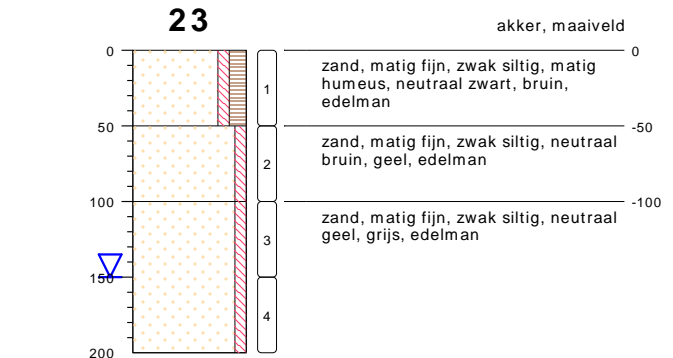 23
akker, maaiveld
0
0
zand, matig fijn, zwak siltig, matig
humeus, neutraal zwart, bruin,
edelman
1
50
-50
zand, matig fijn, zwak siltig, neutraal
bruin, geel, edelman
2
100
-100
zand, matig fijn, zwak siltig, neutraal
geel, grijs, edelman
3
150
4
200